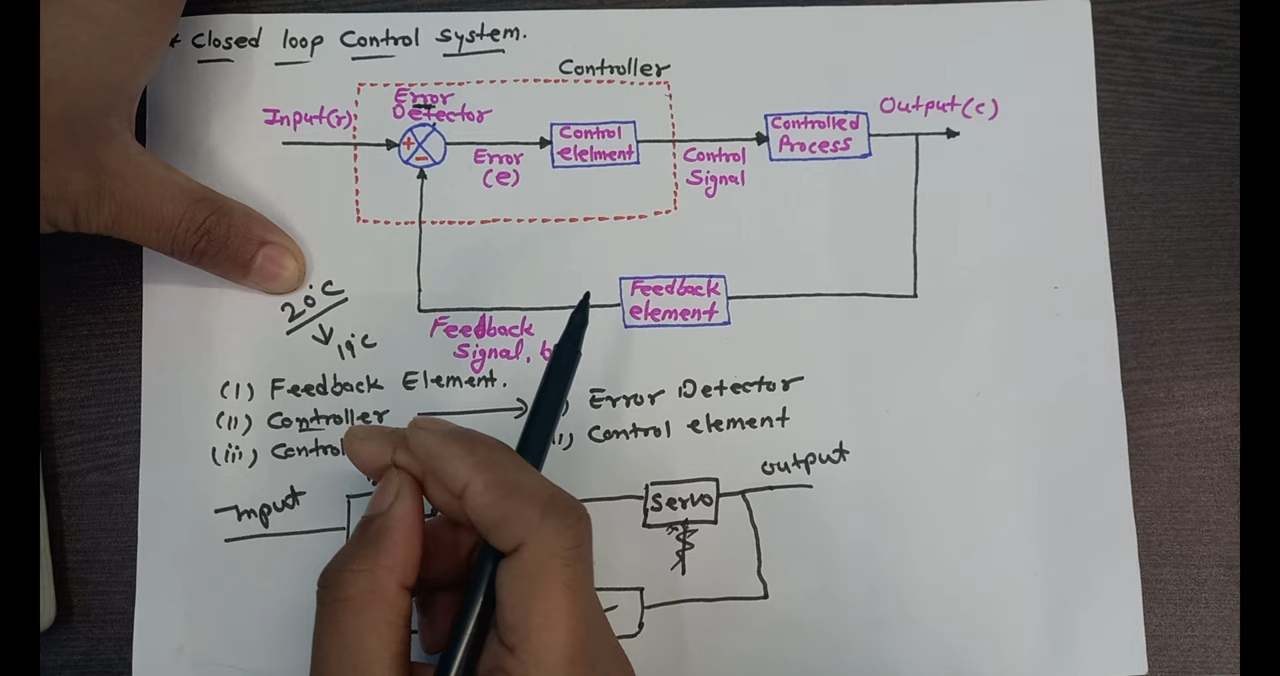 * Closed loop Control system.
Controller
Error
Detector
Input(r)
+
-
Error
(e)
Control
elelment
Control
Signal
Controlled
Process
Output(c)
Feedback
element
Feedback
Signal, b
20°C
19°C
(i) Feedback Element.
(ii) Controller
(iii) Control
) Error Detector
) Control element
Input
Servo
output